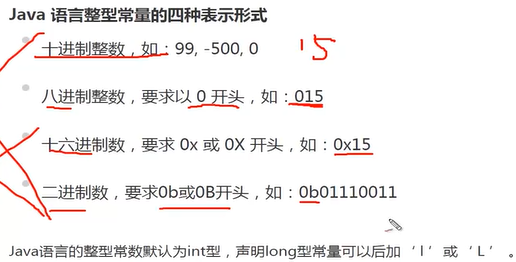 Java 语言整型常量的四种表示形式
十进制整数，如：99, -500, 0 15
八进制整数，要求以 0 开头，如：015
十六进制数，要求 0x 或 0X 开头，如：0x15
二进制数，要求0b或0B开头，如：0b01110011
Java语言的整型常数默认为int型，声明long型常量可以后加‘ l ’或‘ L ’ 。